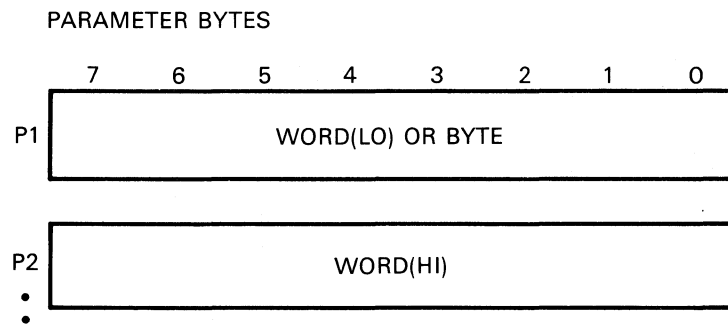 PARAMETER BYTES
7 6 5 4 3 2 1 0
P1 WORD(LO) OR BYTE
P2 WORD(HI)